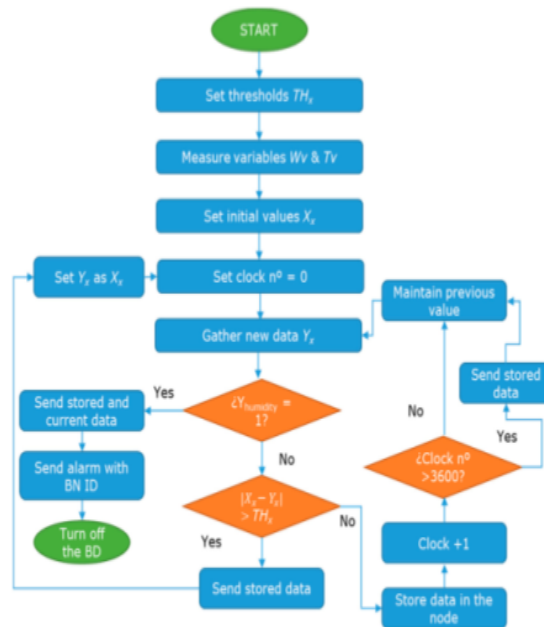 START
Set thresholds THₓ
Measure variables Wv & Tv
Set initial values Xₓ
Set Yₓ as Xₓ
Set clock nº = 0
Maintain previous
value
Gather new data Yₓ
Yes
¿Y_humidity =
1?
Send stored and
current data
Send stored
data
No
Yes
Send alarm with
BN ID
No
¿Clock nº
>3600?
|Xₓ − Yₓ|
> THₓ
No
Turn off
the BD
Yes
Clock +1
Send stored data
Store data in the
node